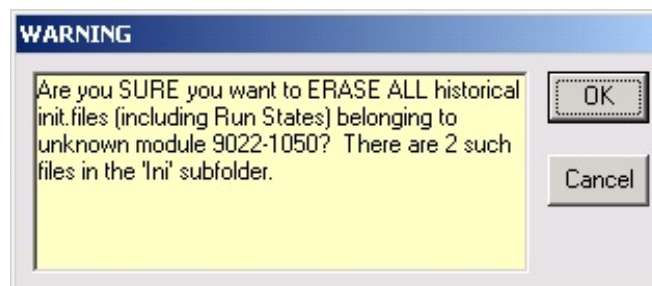 WARNING
Are you SURE you want to ERASE ALL historical
init.files (including Run States) belonging to
unknown module 9022-1050?  There are 2 such
files in the 'Ini' subfolder.
OK
Cancel